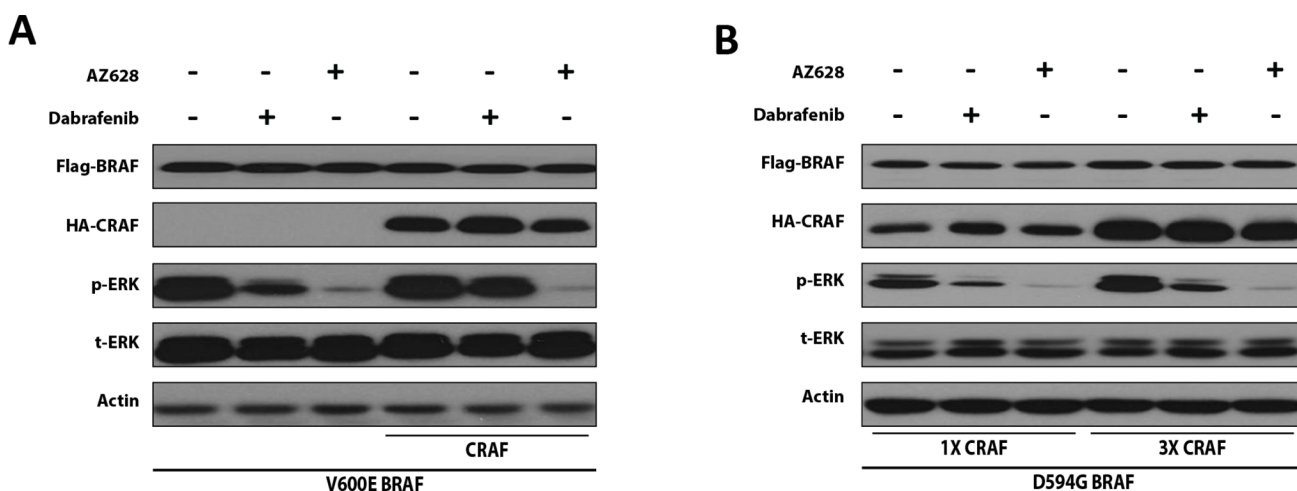 A
AZ628 - - + - - +
Dabrafenib - + - - + -
Flag-BRAF
HA-CRAF
p-ERK
t-ERK
Actin
CRAF
V600E BRAF
B
AZ628 - - + - - +
Dabrafenib - + - - + -
Flag-BRAF
HA-CRAF
p-ERK
t-ERK
Actin
1X CRAF 3X CRAF
D594G BRAF